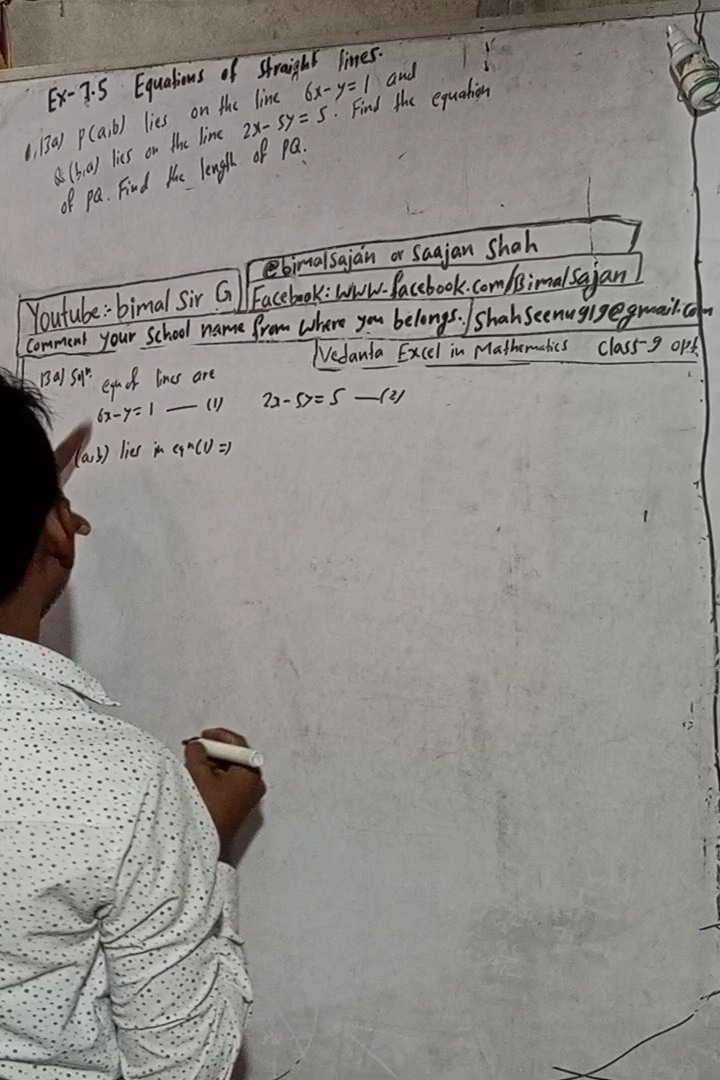 Ex-7.5 Equations of straight lines.
13a) P(a,b) lies on the line 6x-y=1 and
Q(b,a) lies on the line 2x-5y=5. Find the equation
of PQ. Find the length of PQ.
@bimalsajan or Saajan Shah
Youtube:- bimal Sir G
Facebook: www.facebook.com/Bimalsajan
Comment your School name from where you belongs.
shahseenu919@gmail.com
Vedanta Excel in Mathematics Class-9 opt.
13a) Solⁿ. eqn of lines are
6x-y=1 — (1) 2x-5y=5 — (2)
(a,b) lies in eqⁿ(1) =)